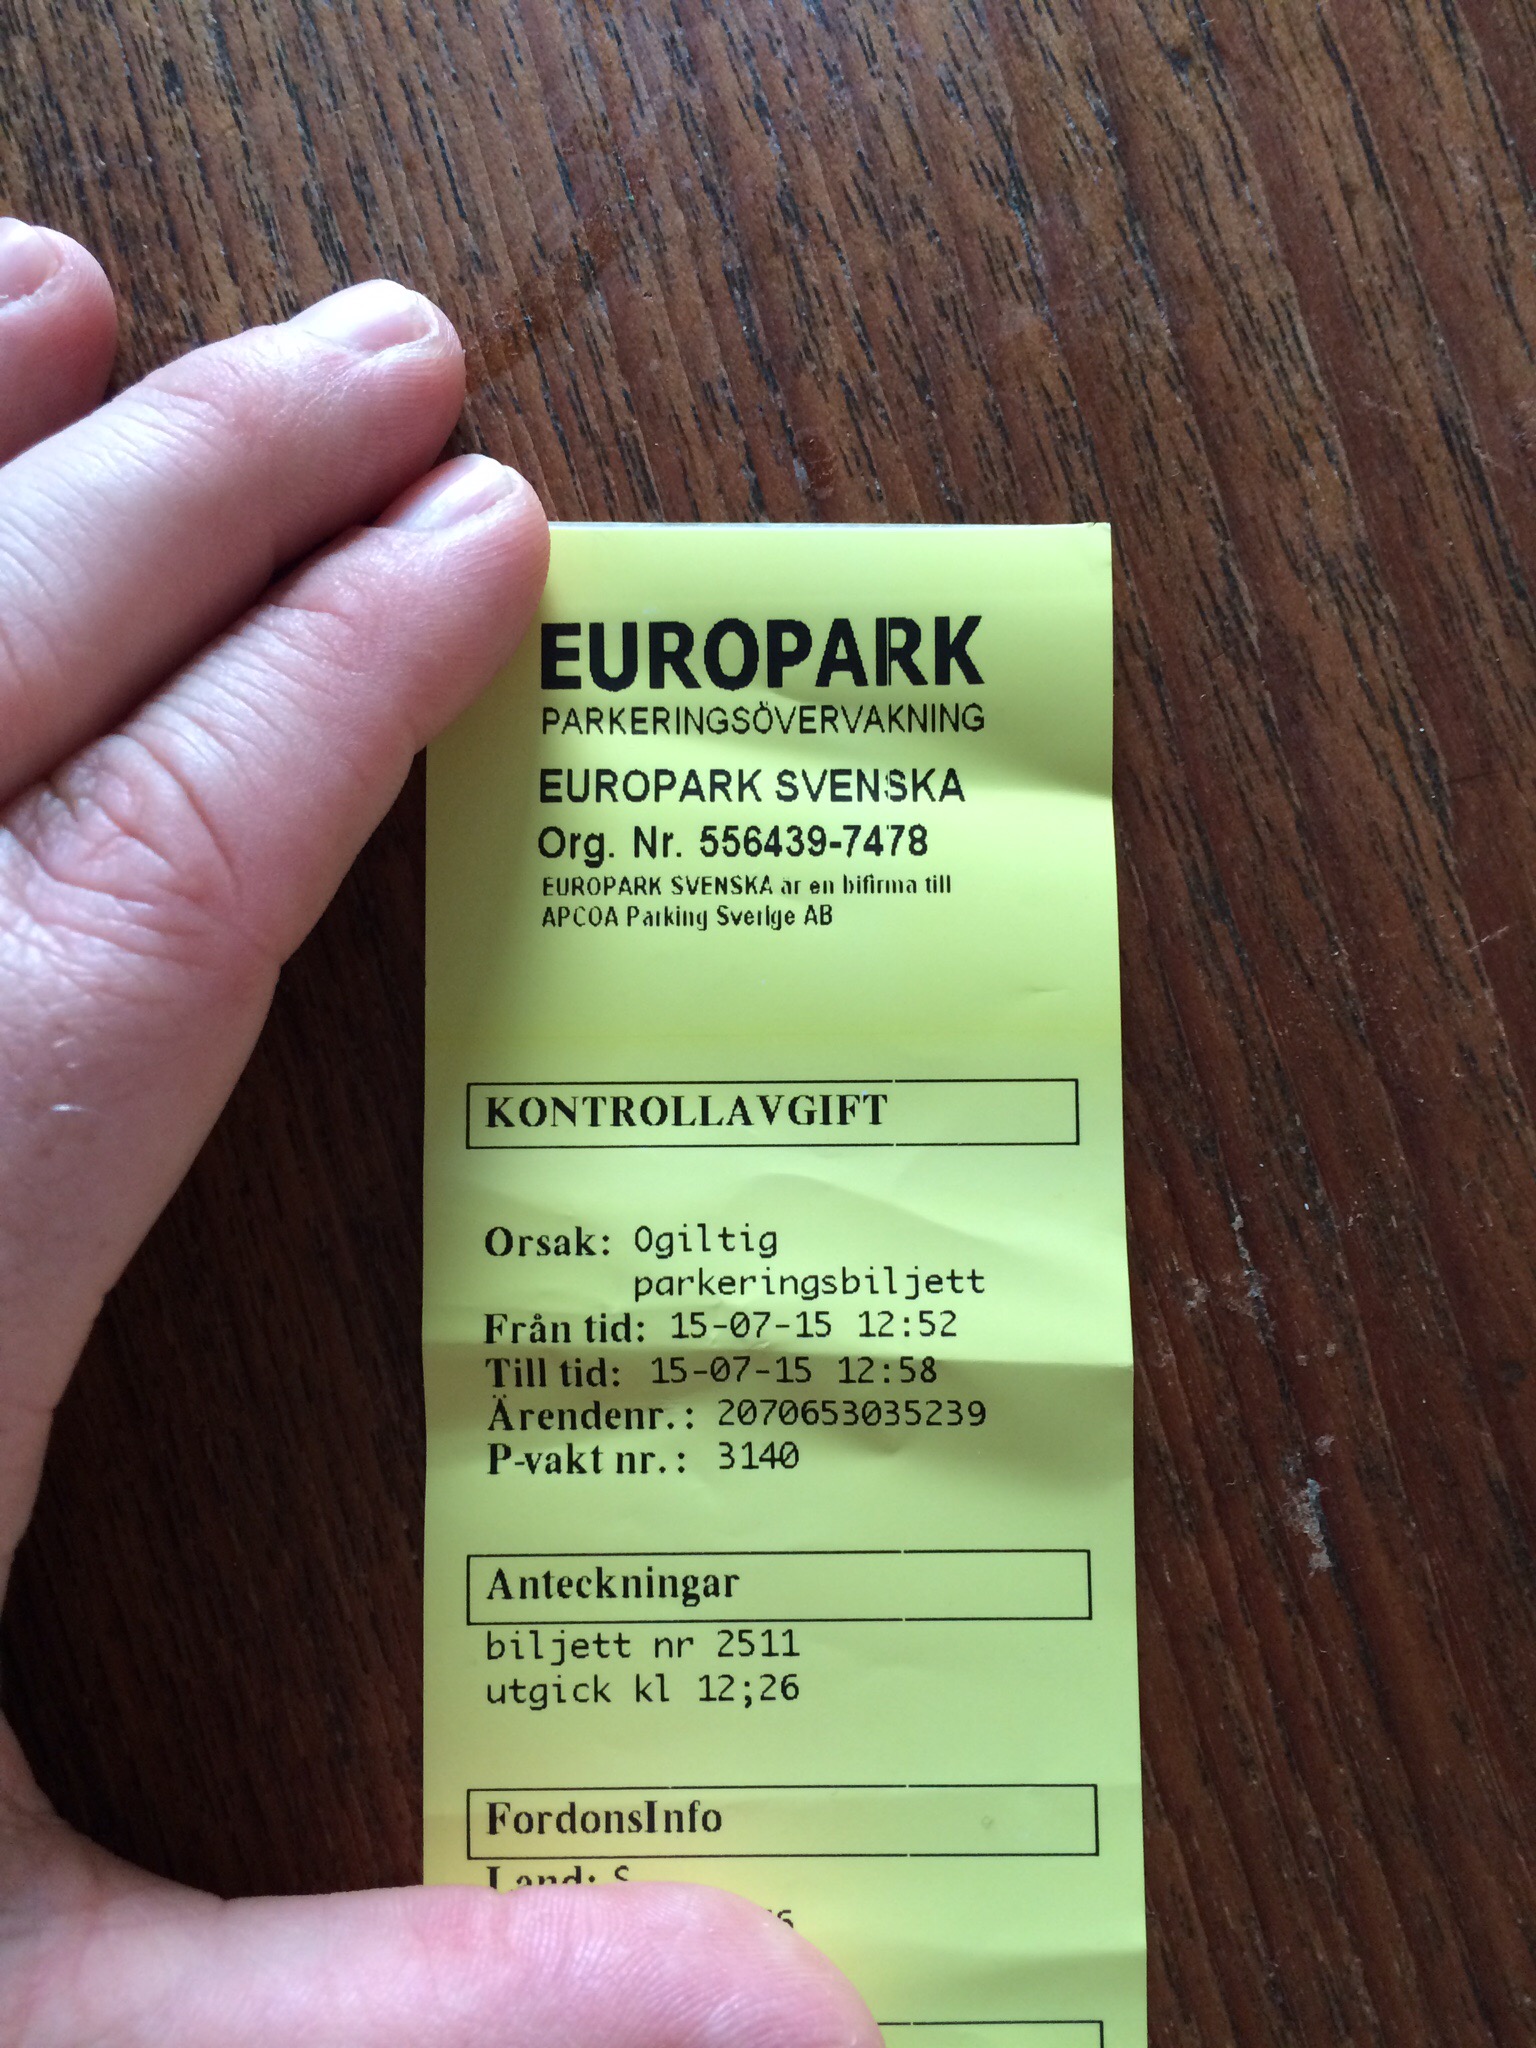 EUROPARK
PARKERINGSÖVERVAKNING
EUROPARK SVENSKA
Org. Nr. 556439-7478
EUROPARK SVENSKA är en bifirma till
APCOA Parking Sverige AB
KONTROLLAVGIFT
Orsak: Ogiltig
parkeringsbiljett
Från tid: 15-07-15 12:52
Till tid: 15-07-15 12:58
Ärendenr.: 2070653035239
P-vakt nr.: 3140
Anteckningar
biljett nr 2511
utgick kl 12;26
FordonsInfo
Land: S